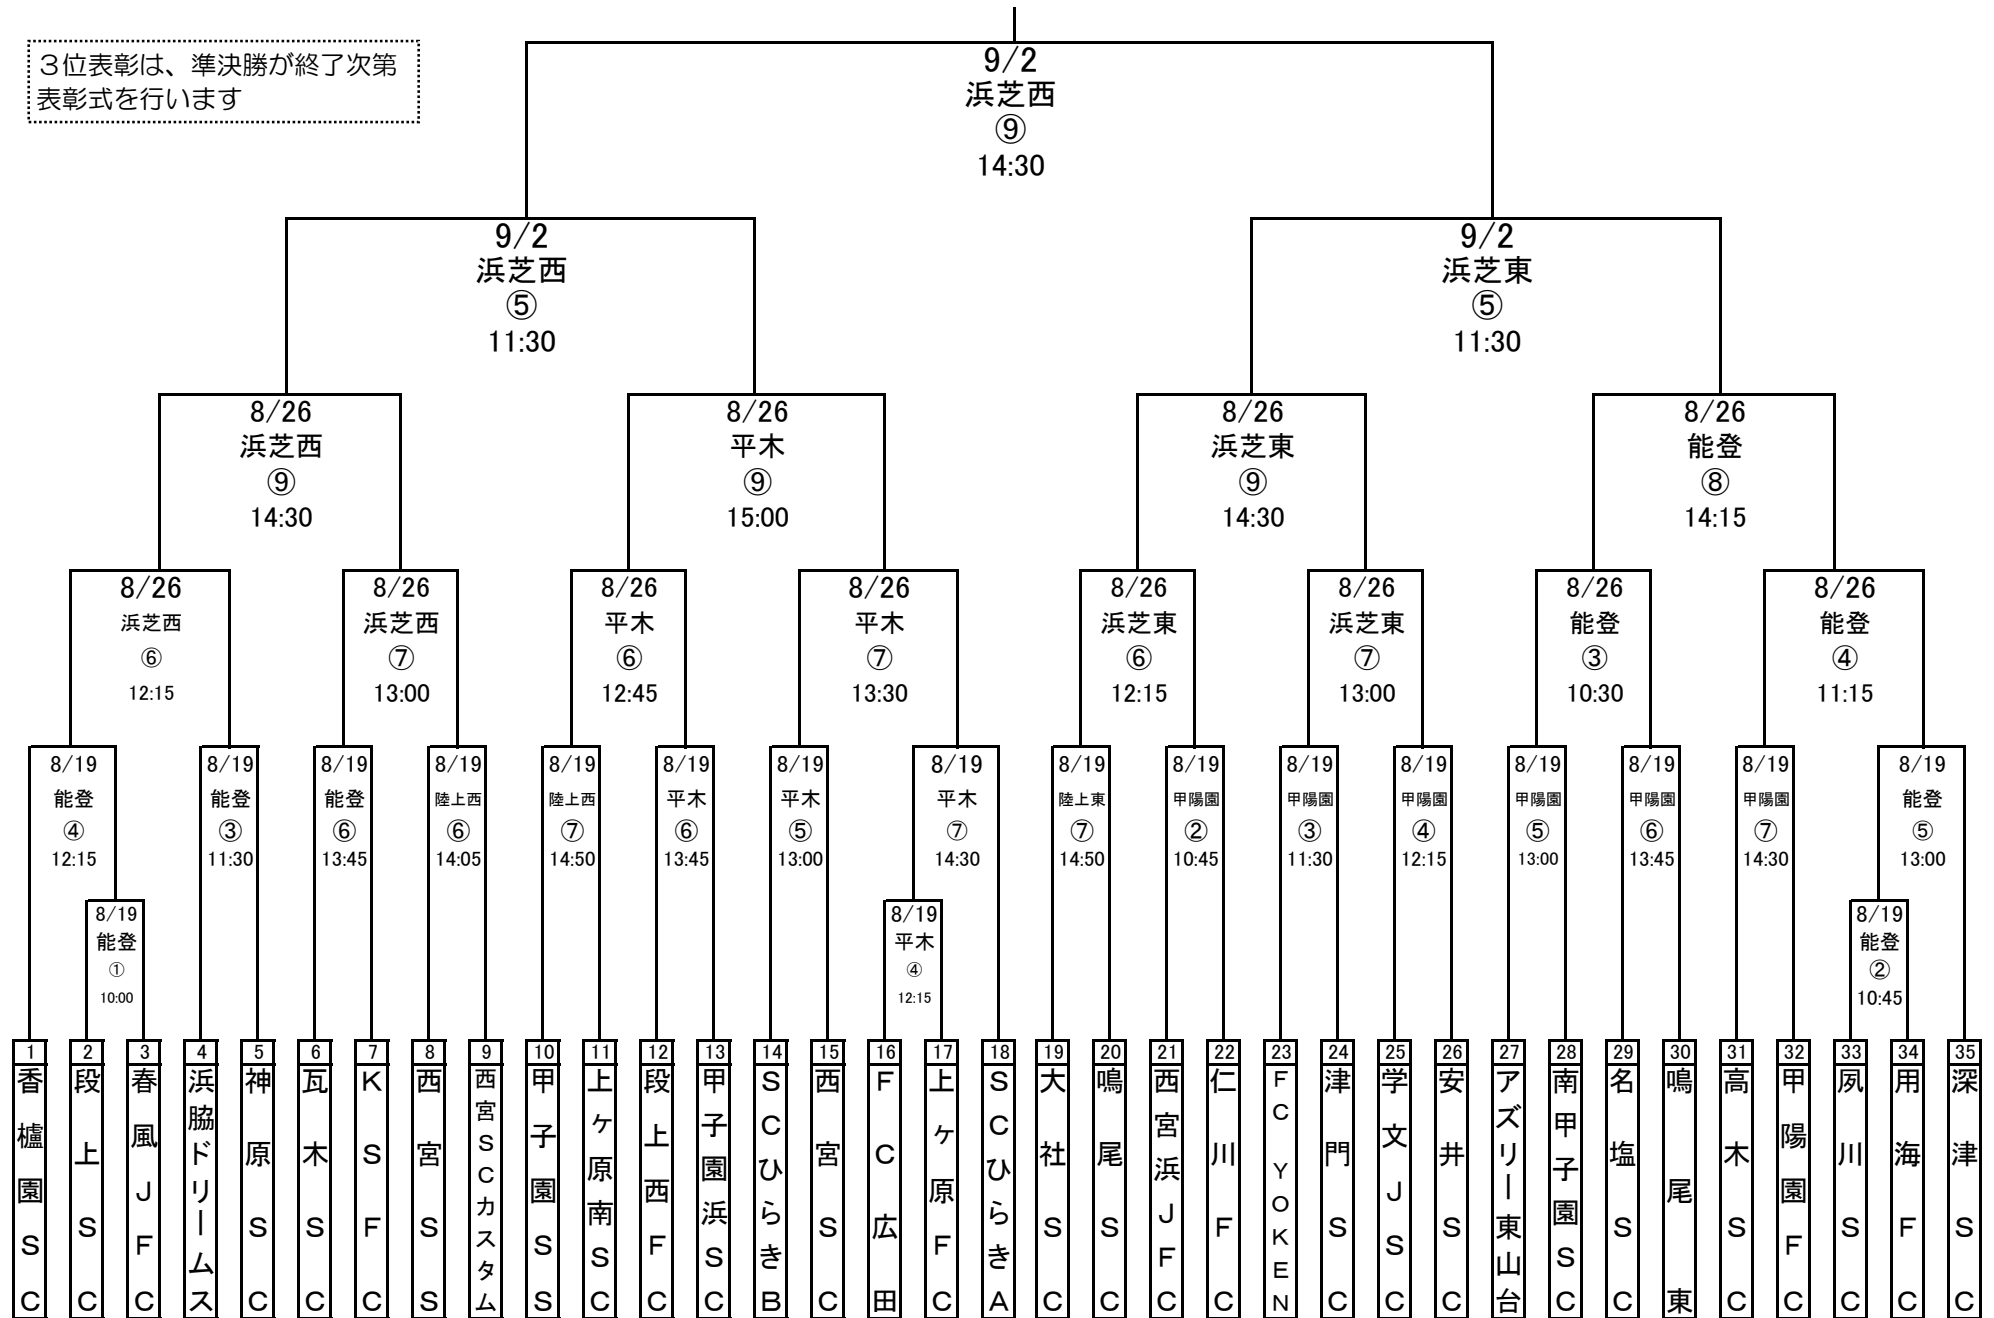 ３位表彰は、準決勝が終了次第
表彰式を行います
9/2
浜芝西
⑨
14:30
9/2
浜芝西
⑤
11:30
9/2
浜芝東
⑤
11:30
8/26
浜芝西
⑨
14:30
8/26
平木
⑨
15:00
8/26
浜芝東
⑨
14:30
8/26
能登
⑧
14:15
8/26
浜芝西
⑥
12:15
8/26
浜芝西
⑦
13:00
8/26
平木
⑥
12:45
8/26
平木
⑦
13:30
8/26
浜芝東
⑥
12:15
8/26
浜芝東
⑦
13:00
8/26
能登
③
10:30
8/26
能登
④
11:15
8/19
能登
④
12:15
8/19
能登
③
11:30
8/19
能登
⑥
13:45
8/19
陸上西
⑥
14:05
8/19
陸上西
⑦
14:50
8/19
平木
⑥
13:45
8/19
平木
⑤
13:00
8/19
平木
⑦
14:30
8/19
陸上東
⑦
14:50
8/19
甲陽園
②
10:45
8/19
甲陽園
③
11:30
8/19
甲陽園
④
12:15
8/19
甲陽園
⑤
13:00
8/19
甲陽園
⑥
13:45
8/19
甲陽園
⑦
14:30
8/19
能登
⑤
13:00
8/19
能登
①
10:00
8/19
平木
④
12:15
8/19
能登
②
10:45
1
香櫨園ＳＣ
2
段上ＳＣ
3
春風ＪＦＣ
4
浜脇ドリームス
5
神原ＳＣ
6
瓦木ＳＣ
7
ＫＳＦＣ
8
西宮ＳＳ
9
西宮ＳＣカスタム
10
甲子園ＳＳ
11
上ヶ原南ＳＣ
12
段上西ＦＣ
13
甲子園浜ＳＣ
14
ＳＣひらきＢ
15
西宮ＳＣ
16
ＦＣ広田
17
上ヶ原ＦＣ
18
ＳＣひらきＡ
19
大社ＳＣ
20
鳴尾ＳＣ
21
西宮浜ＪＦＣ
22
仁川ＦＣ
23
ＦＣ ＹＯＫＥＮ
24
津門ＳＣ
25
学文ＪＳＣ
26
安井ＳＣ
27
アズリー東山台
28
南甲子園ＳＣ
29
名塩ＳＣ
30
鳴尾東
31
高木ＳＣ
32
甲陽園ＦＣ
33
夙川ＳＣ
34
用海ＦＣ
35
深津ＳＣ